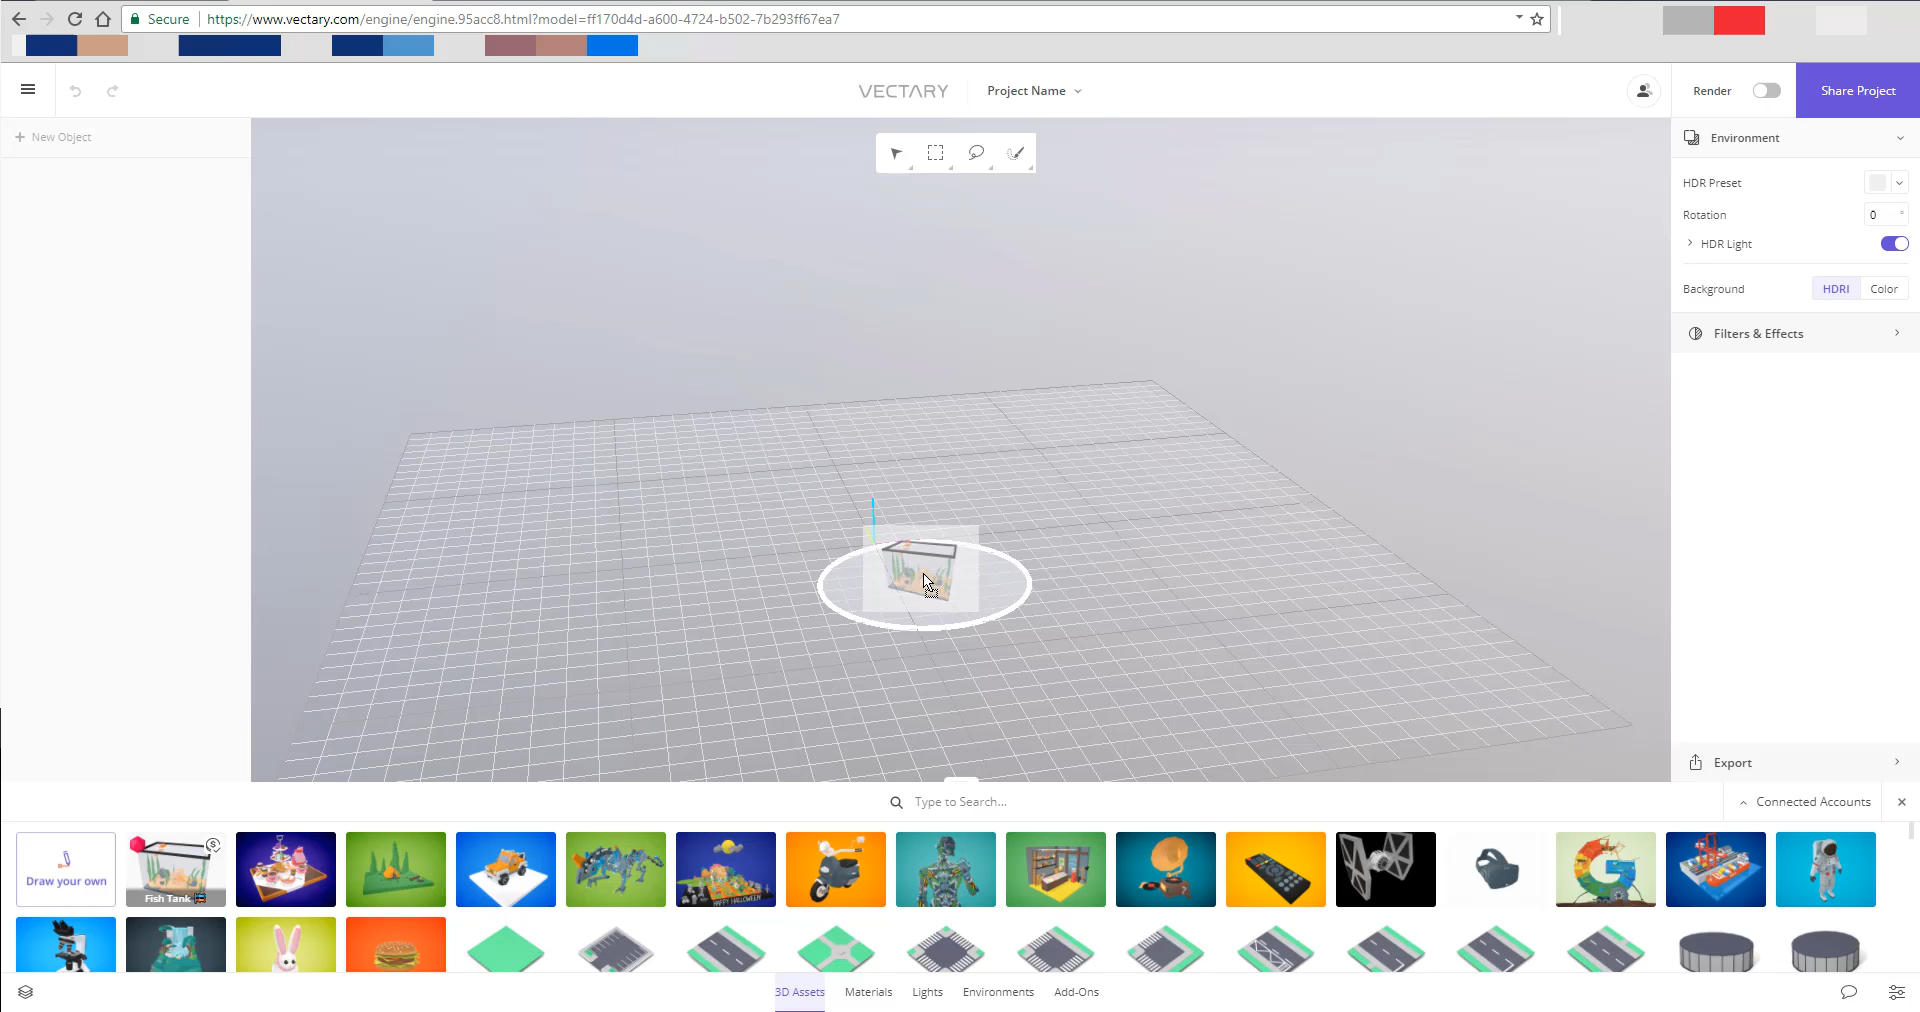 Secure https://www.vectary.com/engine/engine.95acc8.html?model=ff170d4d-a600-4724-b502-7b293ff67ea7
VECTARY Project Name Render Share Project
New Object
Environment
HDR Preset
Rotation 0 °
HDR Light
Background HDRI Color
Filters & Effects
Export
Type to Search... Connected Accounts
Draw your own
Fish Tank
HAPPY HALLOWEEN
3D Assets Materials Lights Environments Add-Ons